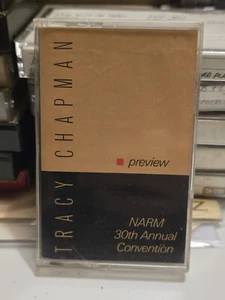 TRACY CHAPMAN
preview
NARM
30th Annual
Convention